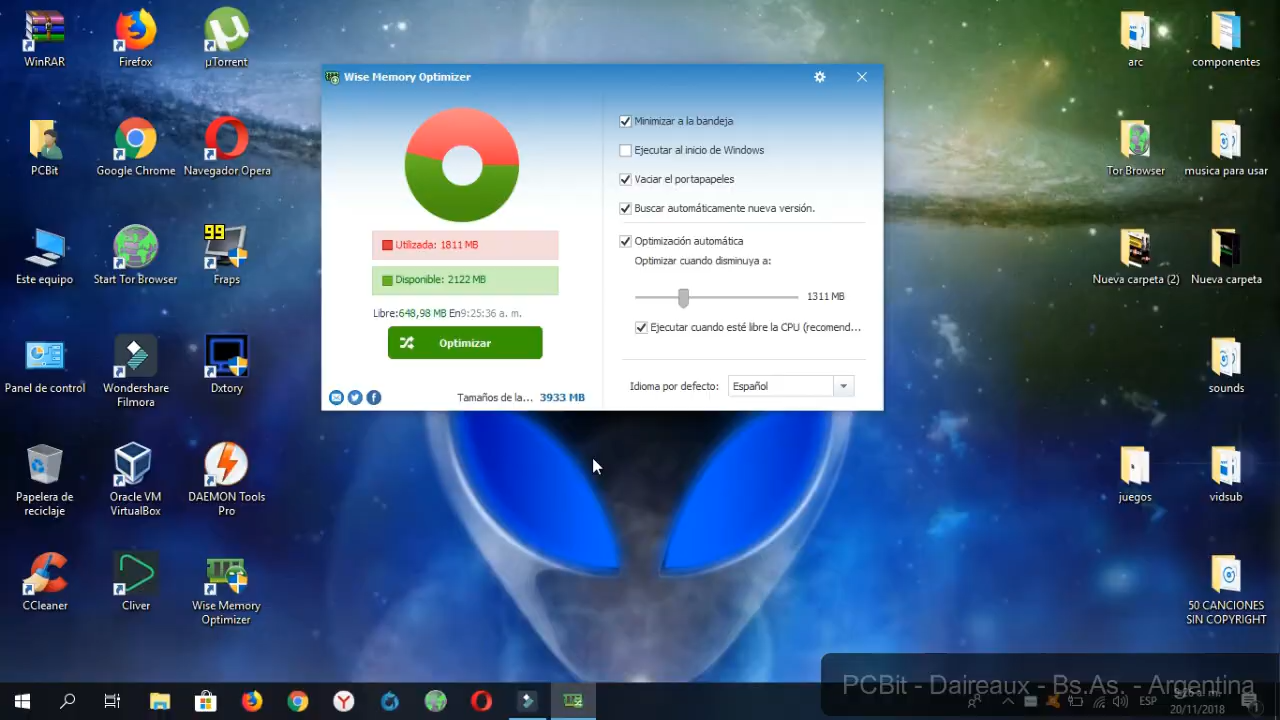 WinRAR
Firefox
µTorrent
arc
componentes
Wise Memory Optimizer
Minimizar a la bandeja
Ejecutar al inicio de Windows
Vaciar el portapapeles
Buscar automáticamente nueva versión.
Utilizada: 1811 MB
Disponible: 2122 MB
Libre:648,98 MB En9:25:36 a. m.
Optimizar
Tamaños de la... 3933 MB
Optimización automática
Optimizar cuando disminuya a:
1311 MB
Ejecutar cuando esté libre la CPU (recomend...
Idioma por defecto: Español
PCBit
Google Chrome
Navegador Opera
Tor Browser
musica para usar
99
Este equipo
Start Tor Browser
Fraps
Nueva carpeta (2)
Nueva carpeta
Panel de control
Wondershare
Filmora
Dxtory
sounds
Papelera de
reciclaje
Oracle VM
VirtualBox
DAEMON Tools
Pro
juegos
vidsub
CCleaner
Cliver
Wise Memory
Optimizer
50 CANCIONES
SIN COPYRIGHT
PCBit - Daireaux - Bs.As. - Argentina
ESP
20/11/2018